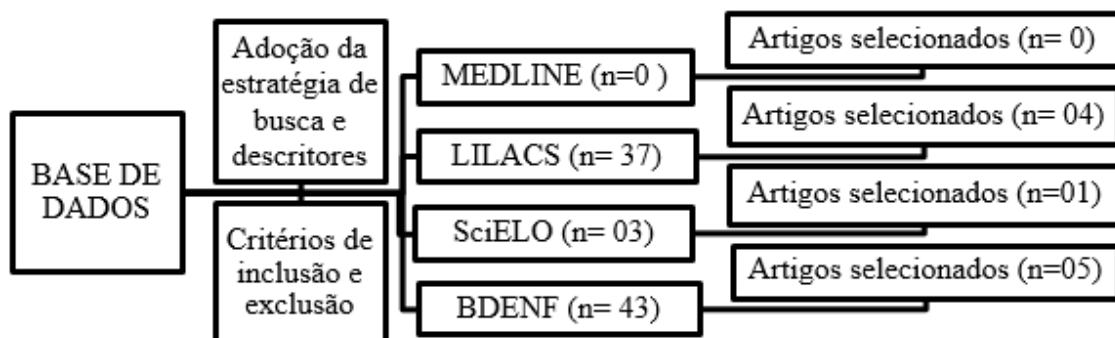 BASE DE
DADOS
Adoção da
estratégia de
busca e
descritores
Critérios de
inclusão e
exclusão
MEDLINE (n=0 )
Artigos selecionados (n= 0)
LILACS (n= 37)
Artigos selecionados (n= 04)
SciELO (n= 03)
Artigos selecionados (n=01)
BDENF (n= 43)
Artigos selecionados (n=05)